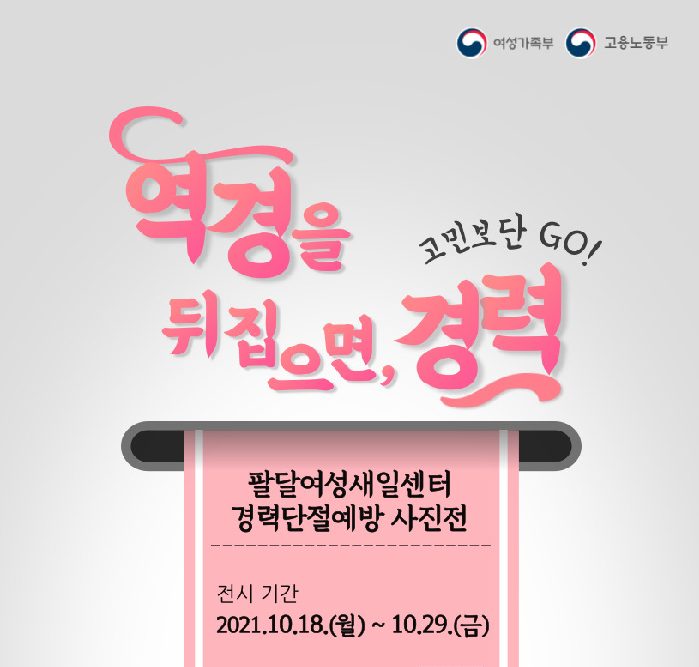 여성가족부 고용노동부
역경을
고민보단 GO!
뒤집으면, 경력
팔달여성새일센터
경력단절예방 사진전
전시 기간
2021.10.18.(월) ~ 10.29.(금)